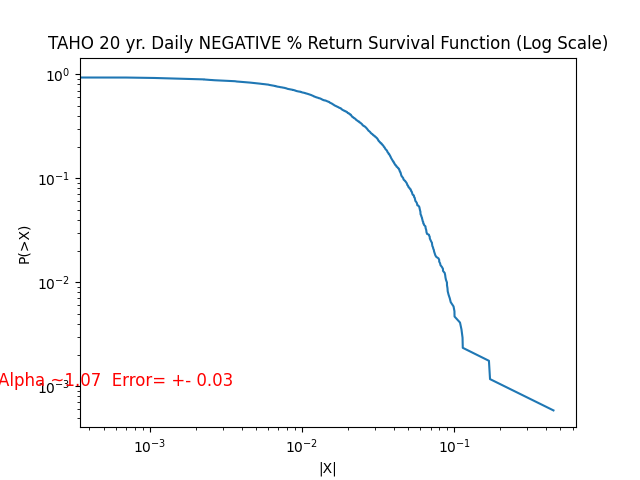 TAHO 20 yr. Daily NEGATIVE % Return Survival Function (Log Scale)
10⁰
10⁻¹
P(>X)
10⁻²
10⁻³
Alpha ~1.07 Error= +- 0.03
10⁻³ 10⁻² 10⁻¹
|X|